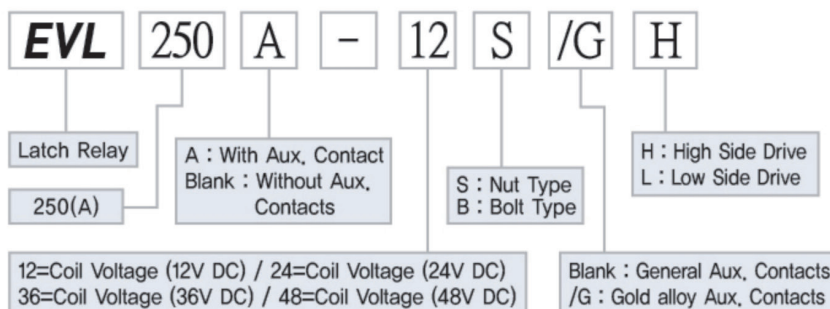 EVL 250 A - 12 S /G H
Latch Relay
250(A)
A : With Aux. Contact
Blank : Without Aux.
Contacts
S : Nut Type
B : Bolt Type
H : High Side Drive
L : Low Side Drive
12=Coil Voltage (12V DC) / 24=Coil Voltage (24V DC)
36=Coil Voltage (36V DC) / 48=Coil Voltage (48V DC)
Blank : General Aux. Contacts
/G : Gold alloy Aux. Contacts